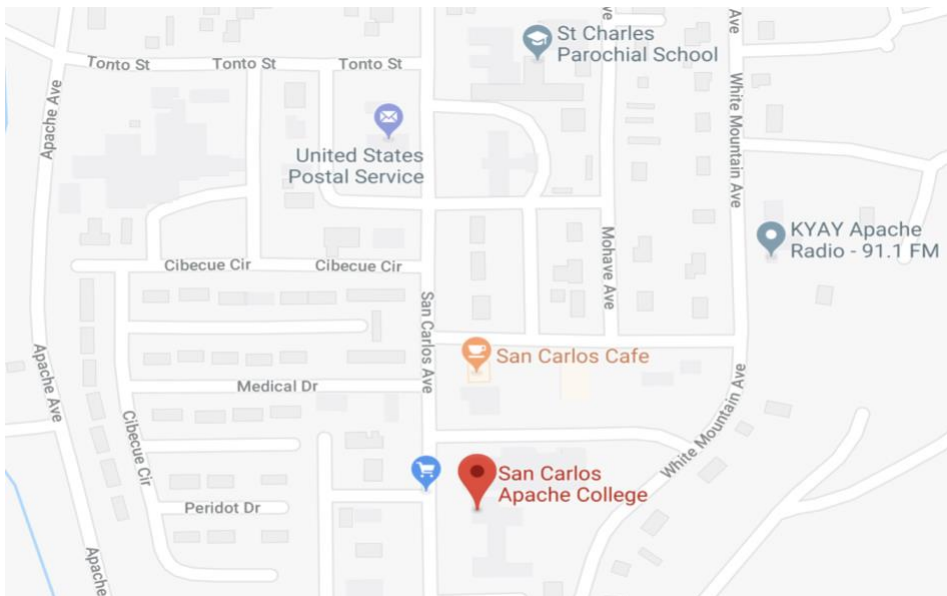 Ave
Ave
St Charles
Parochial School
Tonto St
Tonto St
Tonto St
Apache Ave
White Mountain Ave
United States
Postal Service
Mohave Ave
KYAY Apache
Radio - 91.1 FM
Cibecue Cir
Cibecue Cir
San Carlos Ave
San Carlos Cafe
Apache Ave
Medical Dr
White Mountain Ave
Cibecue Cir
San Carlos
Apache College
Peridot Dr
Apache